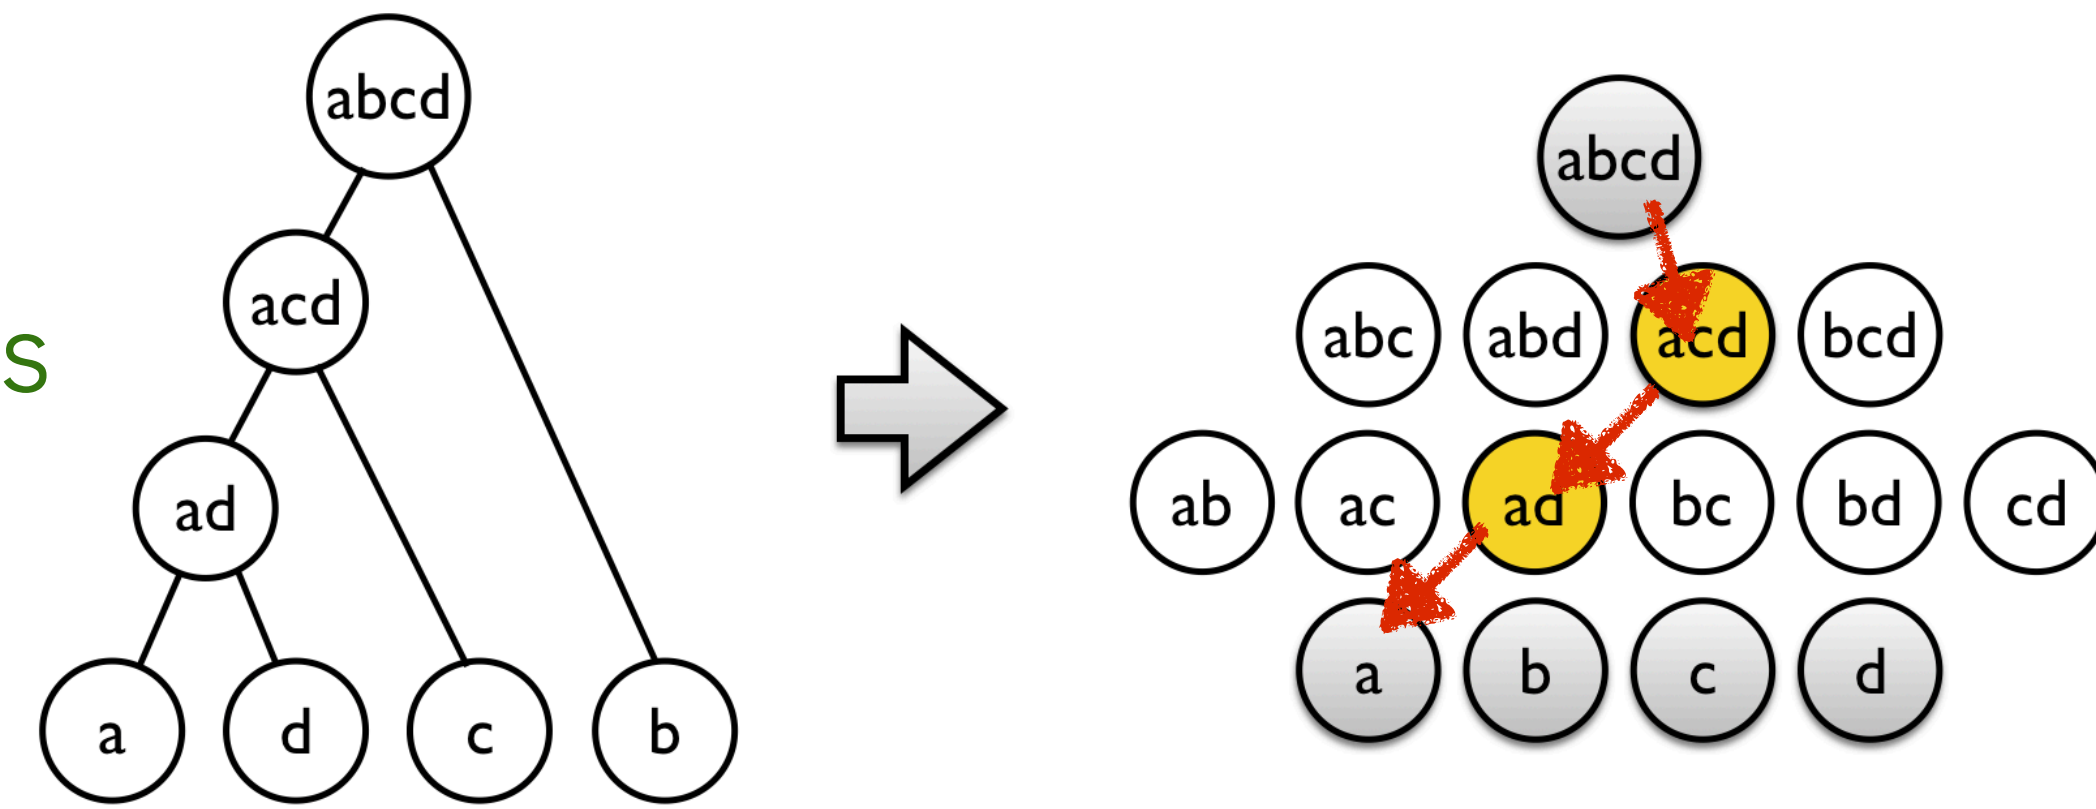 abcd
acd
s
ad
a d c b
abcd
abc abd acd bcd
ab ac ad bc bd cd
a b c d